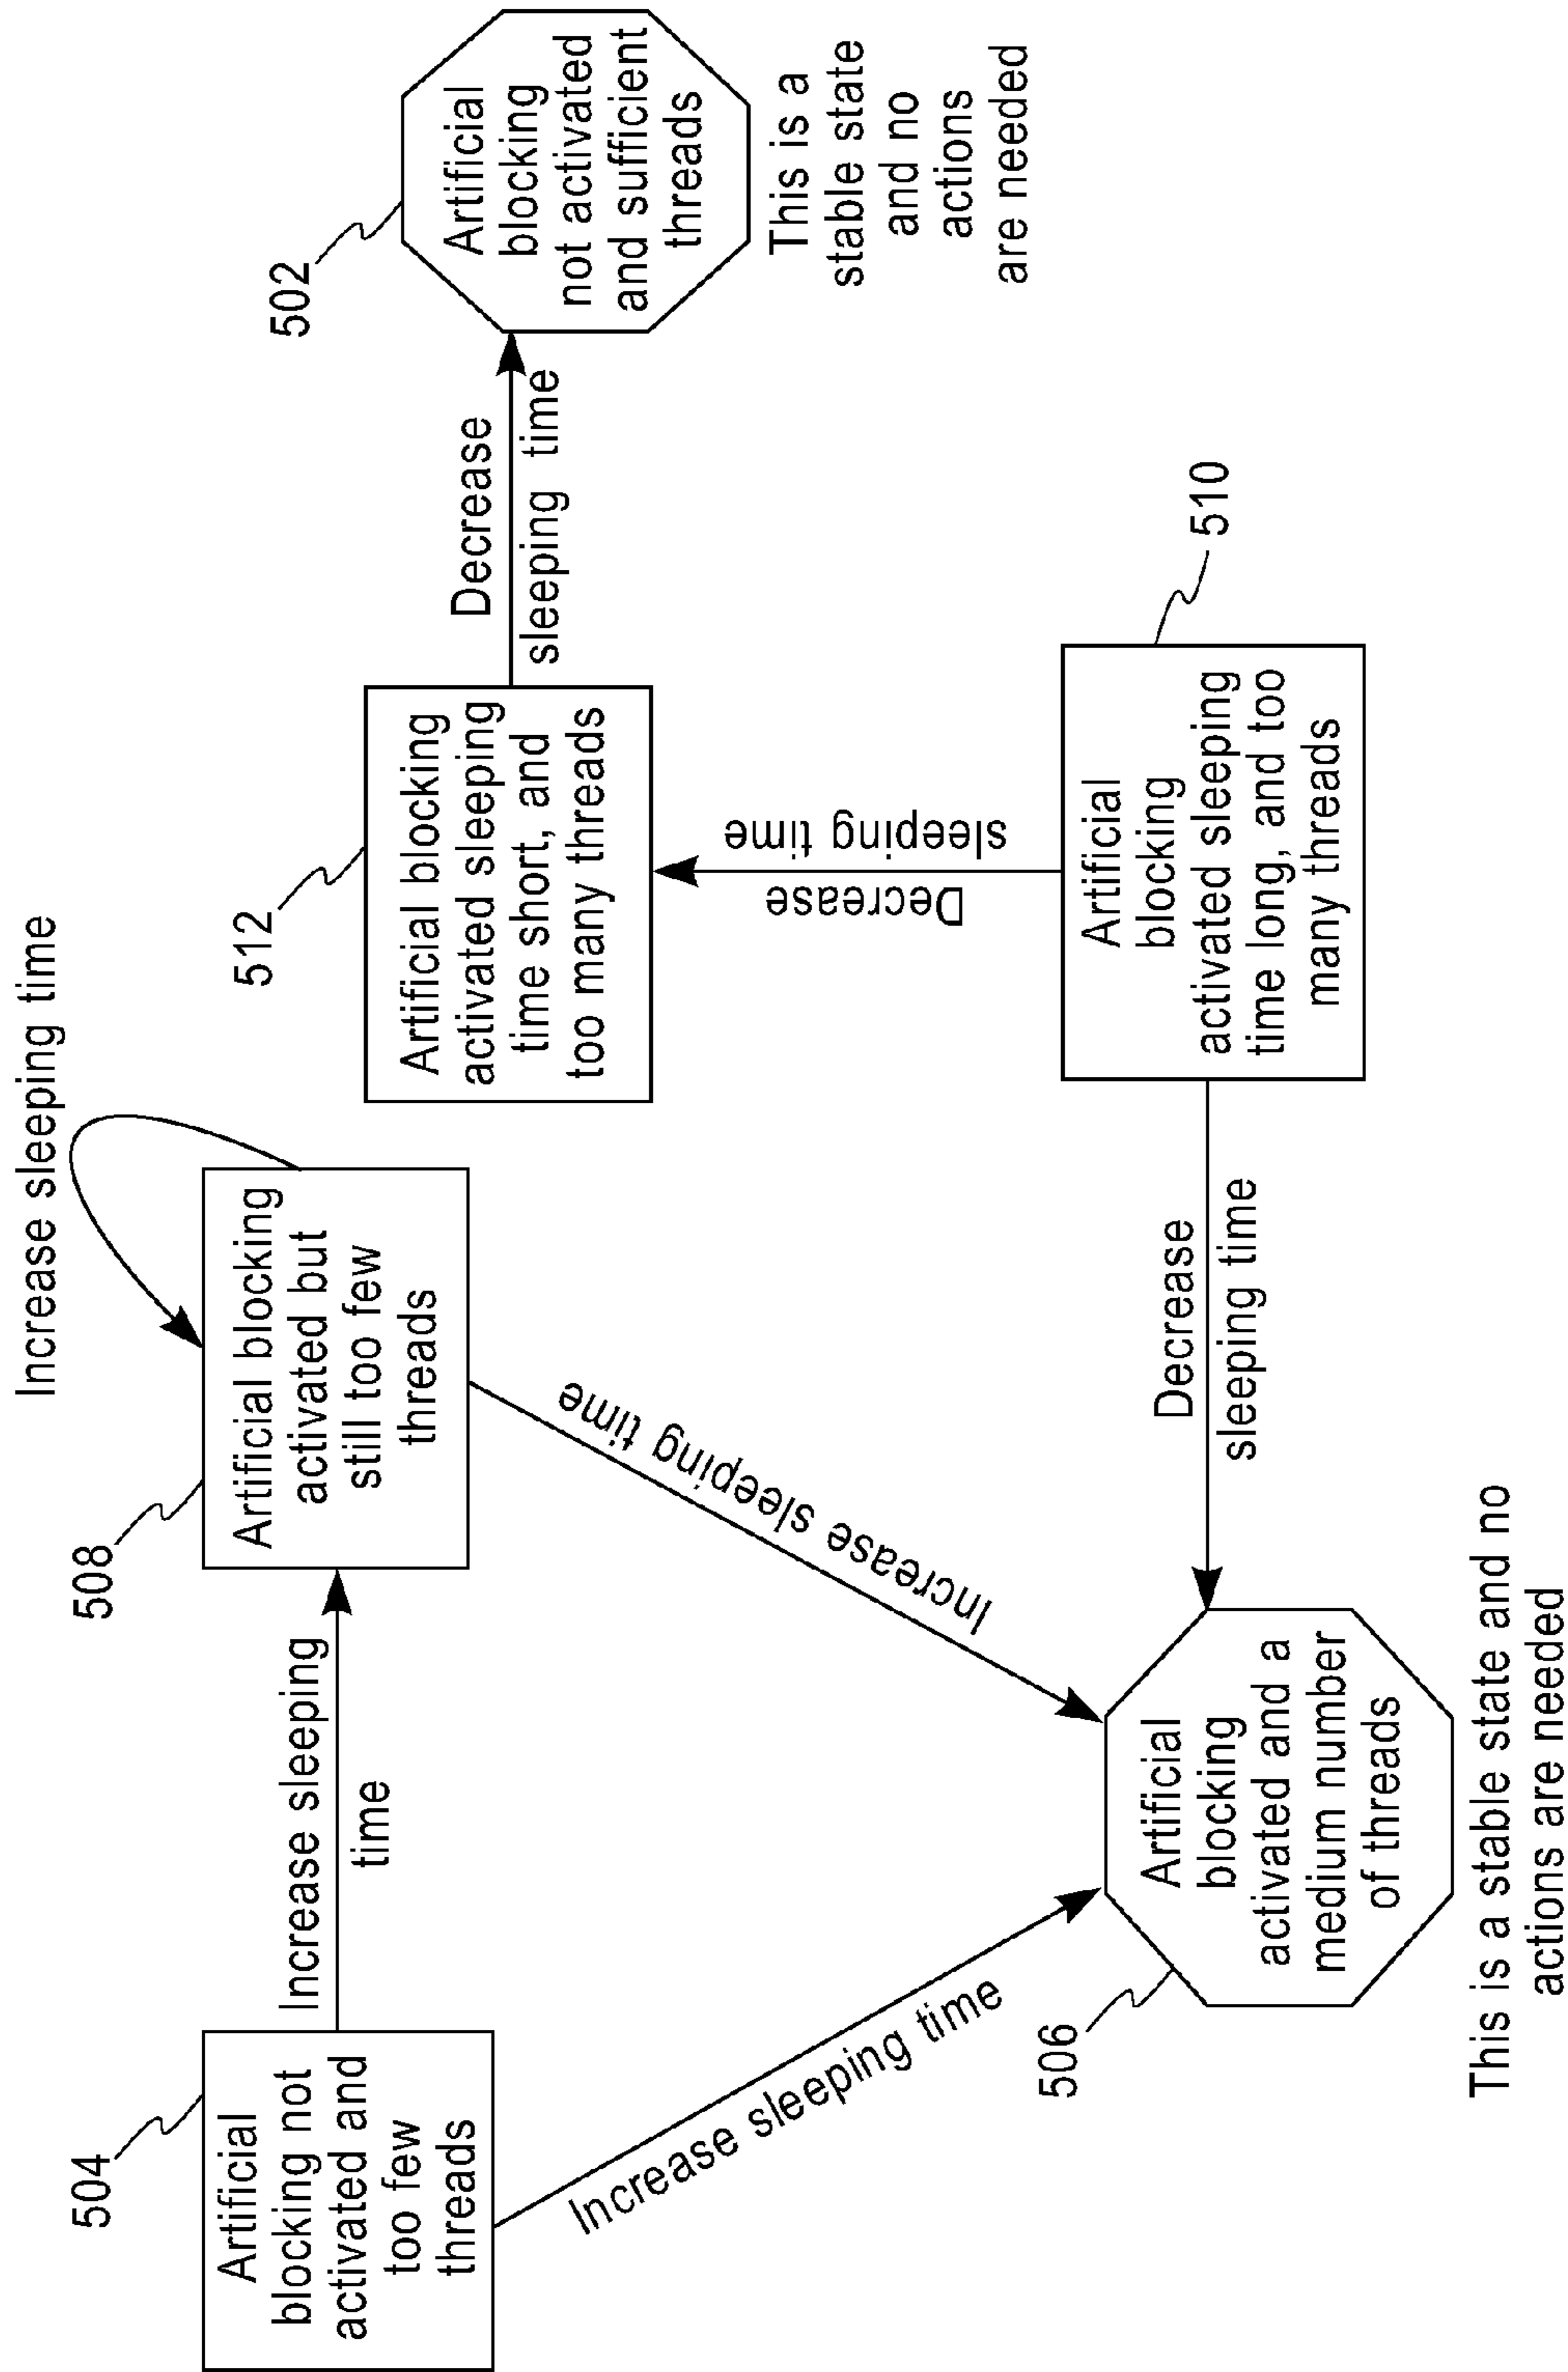 Increase sleeping time
504
Artificial
blocking not
activated and
too few
threads
Increase sleeping
time
508
Artificial blocking
activated but
still too few
threads
512
Artificial blocking
activated sleeping
time short, and
too many threads
Decrease
sleeping time
502
Artificial
blocking
not activated
and sufficient
threads
This is a
stable state
and no
actions
are needed
Increase sleeping time
Increase sleeping time
Decrease
sleeping time
506
Artificial
blocking
activated and a
medium number
of threads
This is a stable state and no
actions are needed
Decrease
sleeping time
510
Artificial
blocking
activated sleeping
time long, and too
many threads